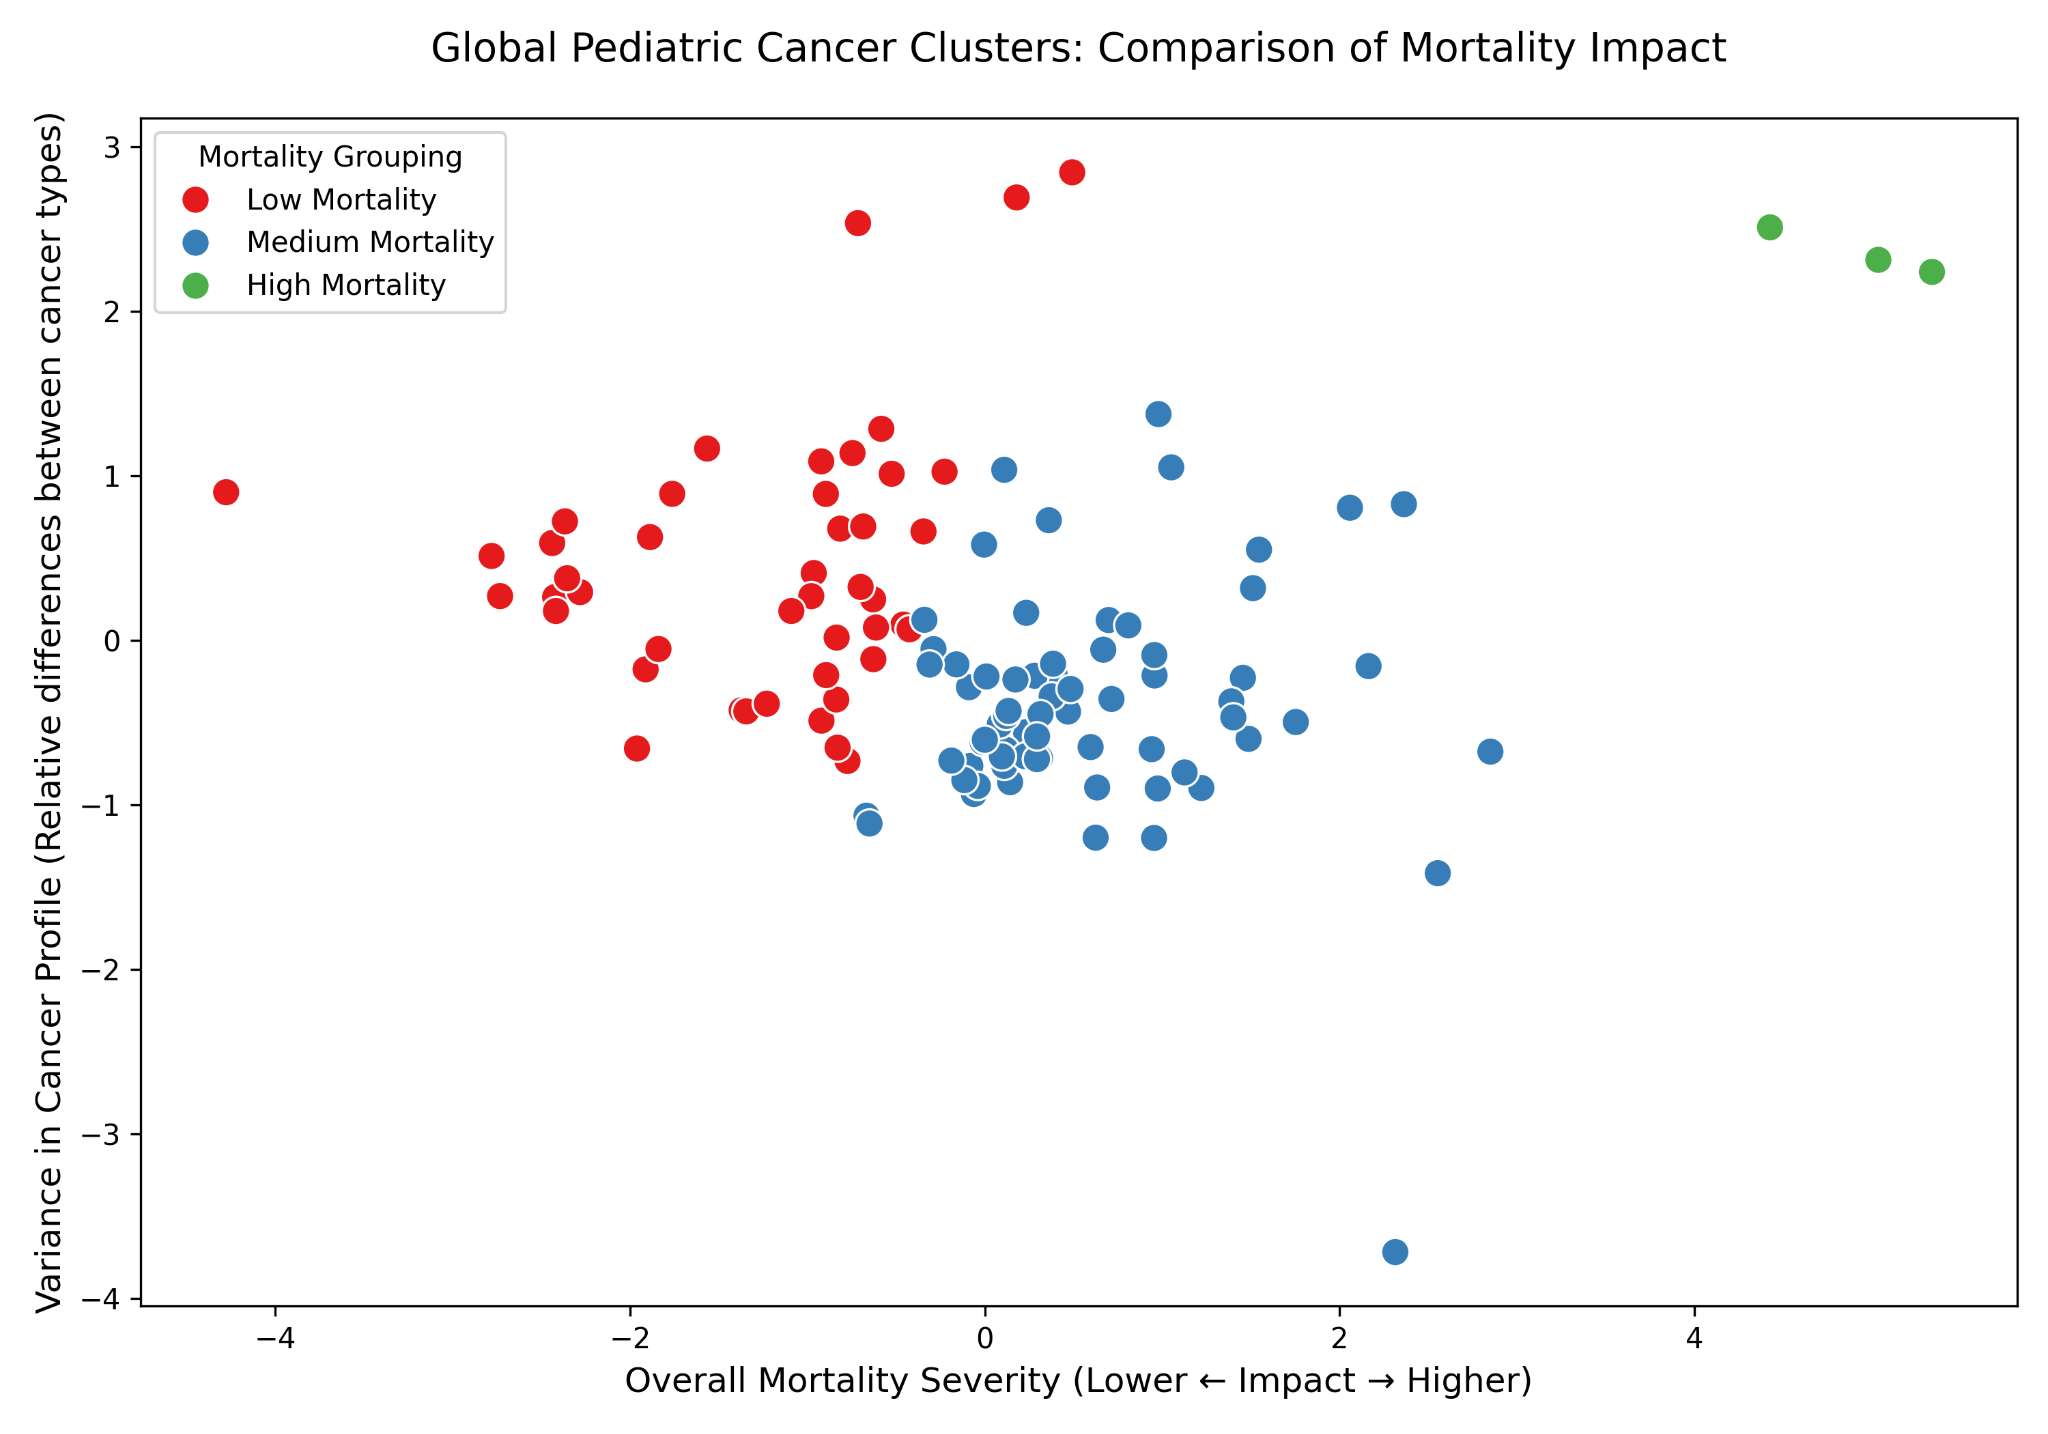 Global Pediatric Cancer Clusters: Comparison of Mortality Impact
Variance in Cancer Profile (Relative differences between cancer types)
3
2
1
0
−1
−2
−3
−4
Mortality Grouping
Low Mortality
Medium Mortality
High Mortality
−4
−2
0
2
4
Overall Mortality Severity (Lower ← Impact → Higher)